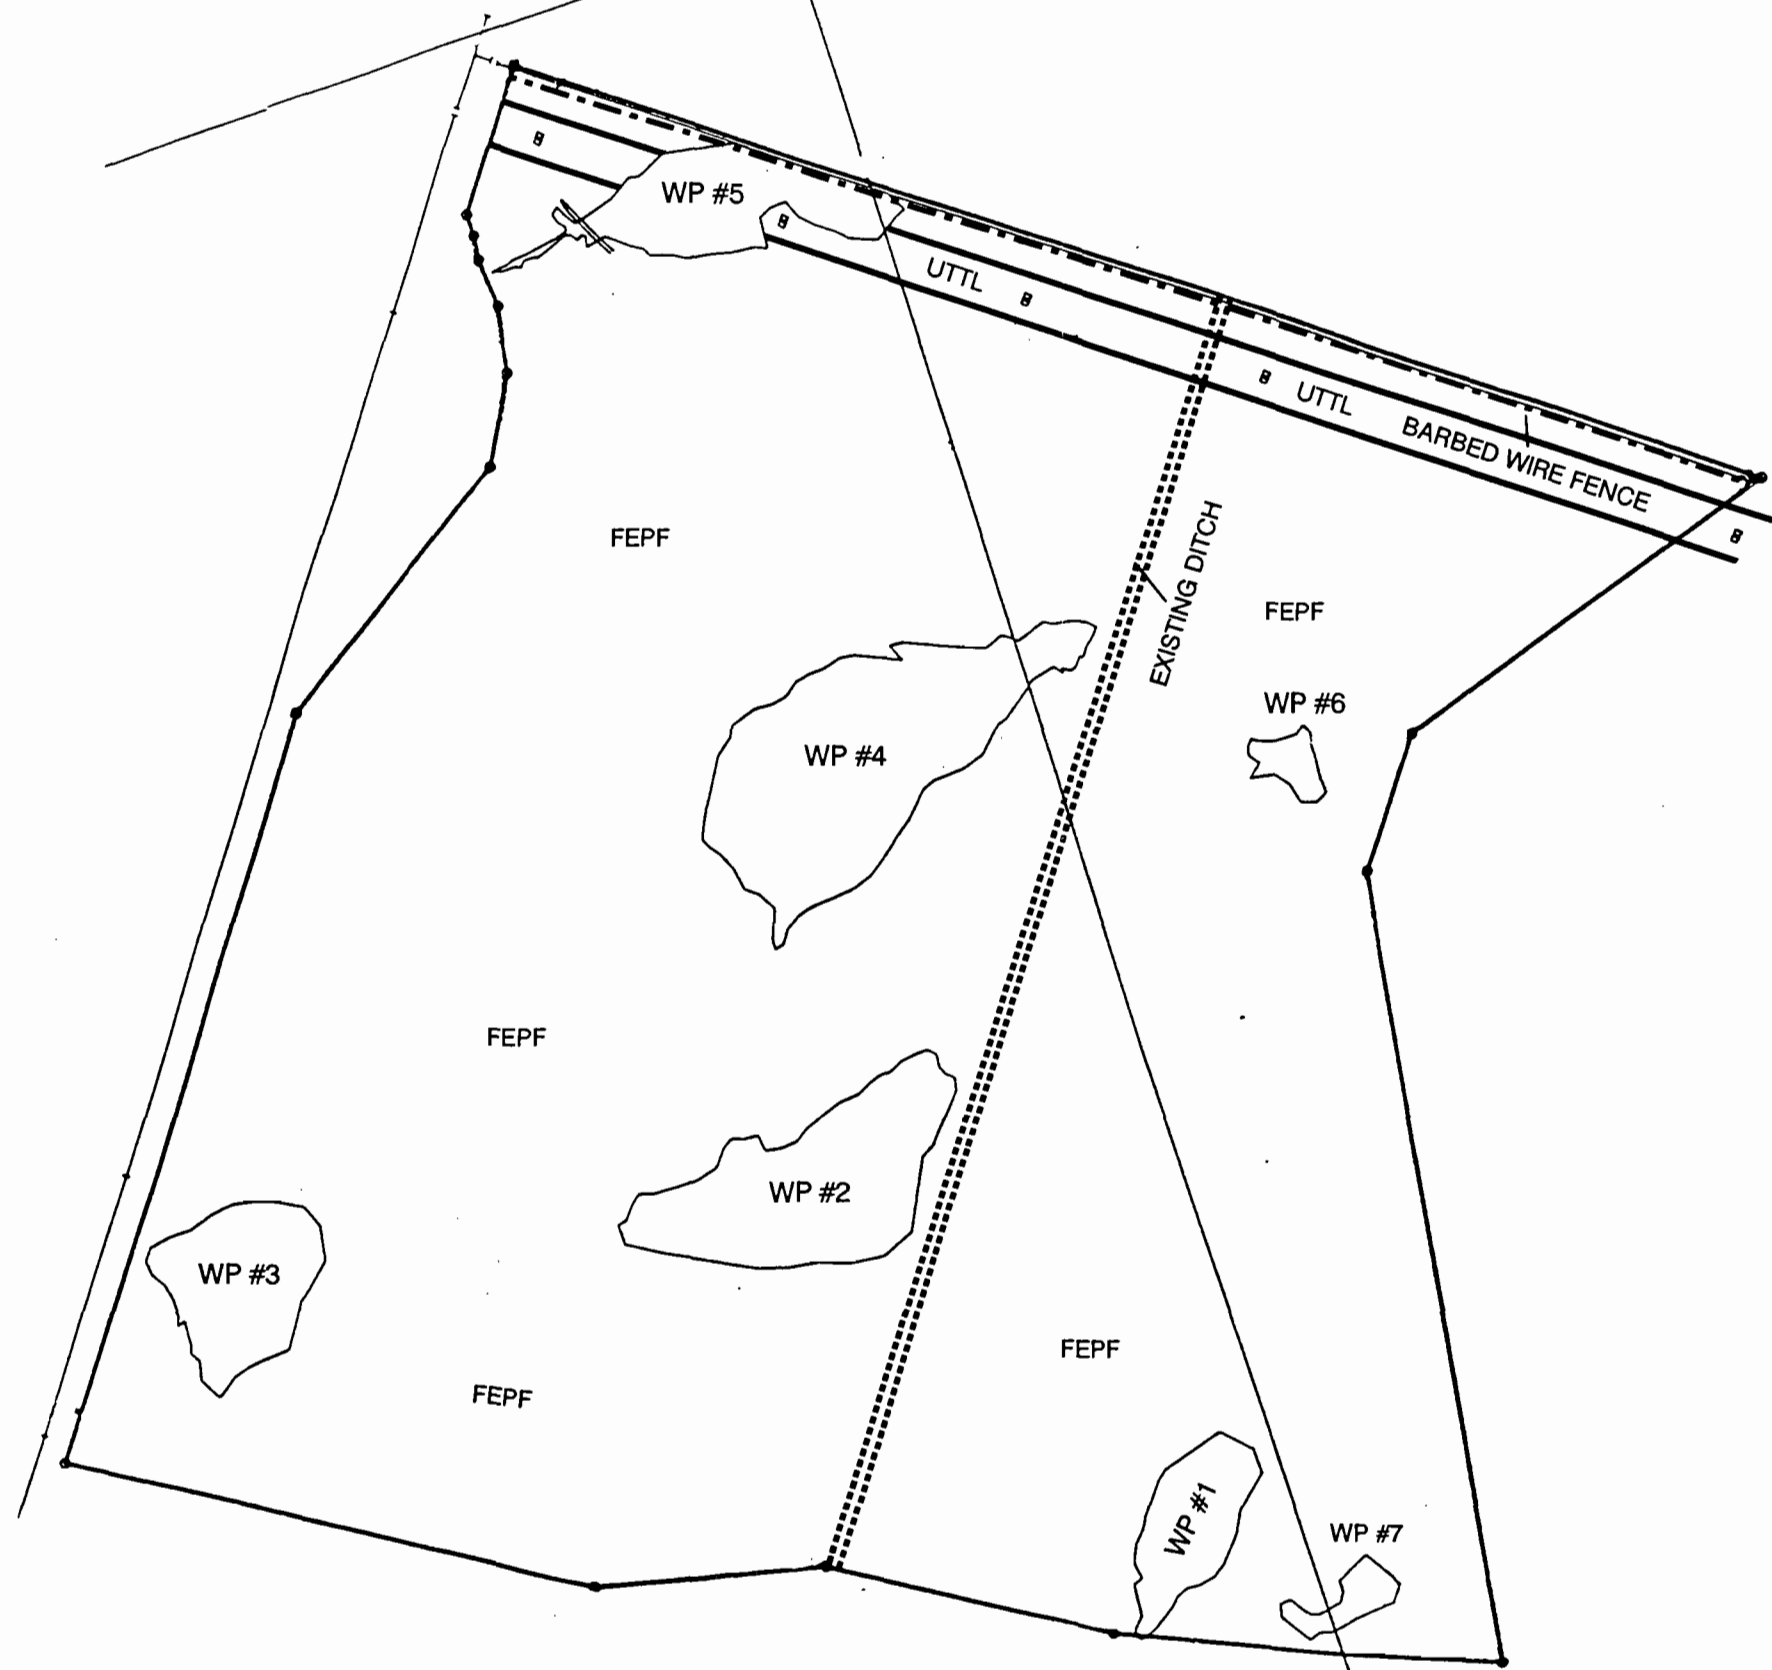 WP #5
UTTL
UTTL
BARBED WIRE FENCE
FEPF
EXISTING DITCH
FEPF
WP #6
WP #4
FEPF
WP #2
WP #3
FEPF
FEPF
WP #1
WP #7